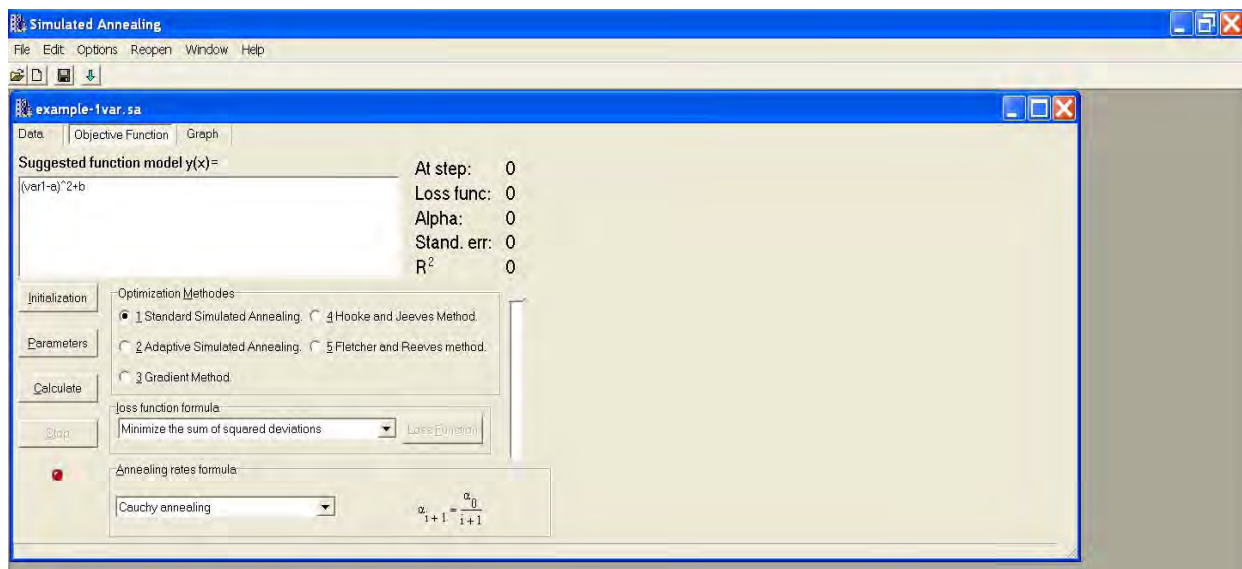 Simulated Annealing
File Edit Options Reopen Window Help
example-1var.sa
Data Objective Function Graph
Suggested function model y(x)=
(var1-a)^2+b
At step: 0
Loss func: 0
Alpha: 0
Stand. err: 0
R² 0
Initialization
Parameters
Calculate
Stop
Optimization Methodes
1 Standard Simulated Annealing.
4 Hooke and Jeeves Method.
2 Adaptive Simulated Annealing.
5 Fletcher and Reeves method.
3 Gradient Method.
loss function formula
Minimize the sum of squared deviations
Loss Function
Annealing rates formula
Cauchy annealing
α i + 1 = α 0 / i + 1